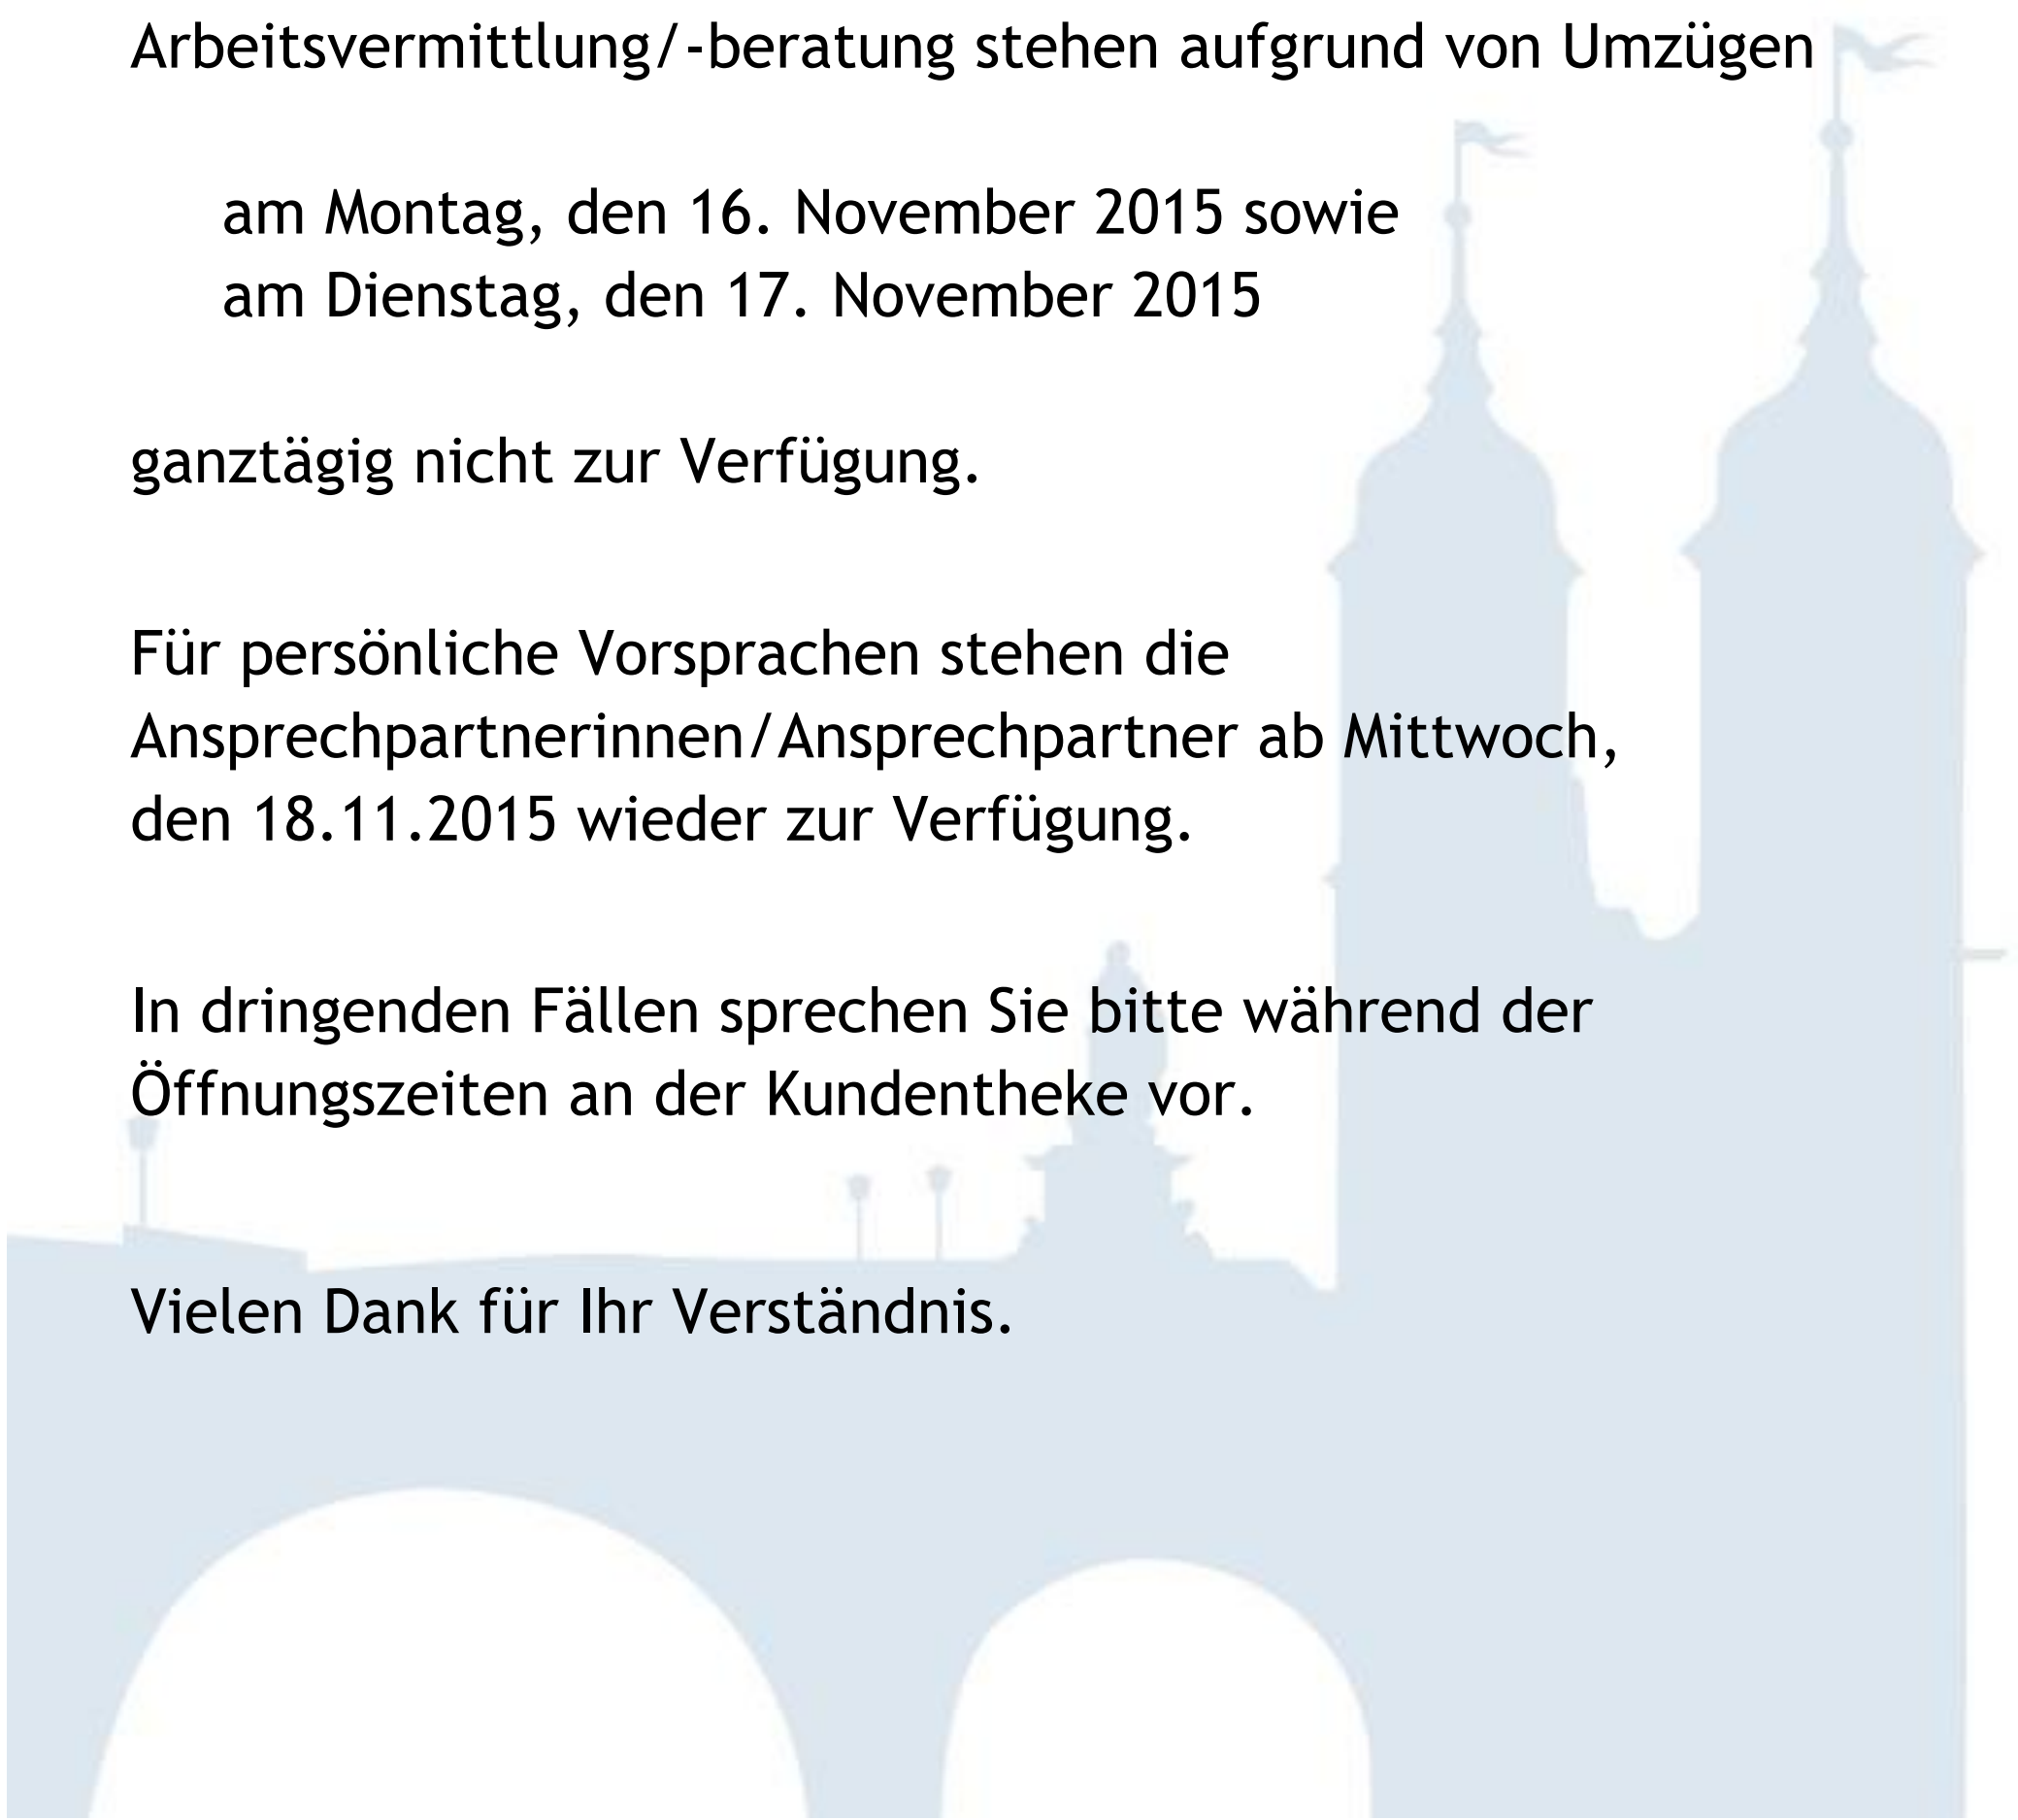 Arbeitsvermittlung/-beratung stehen aufgrund von Umzügen
am Montag, den 16. November 2015 sowie
am Dienstag, den 17. November 2015
ganztägig nicht zur Verfügung.
Für persönliche Vorsprachen stehen die
Ansprechpartnerinnen/Ansprechpartner ab Mittwoch,
den 18.11.2015 wieder zur Verfügung.
In dringenden Fällen sprechen Sie bitte während der
Öffnungszeiten an der Kundentheke vor.
Vielen Dank für Ihr Verständnis.